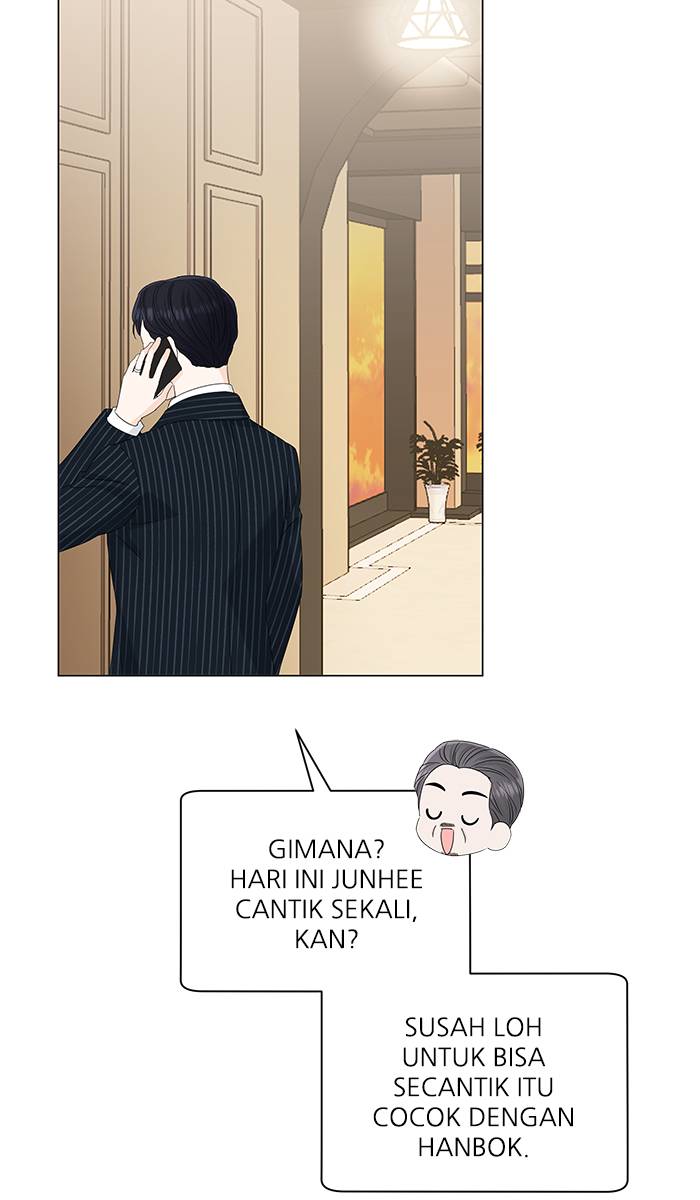 GIMANA?
HARI INI JUNHEE
CANTIK SEKALI,
KAN?
SUSAH LOH
UNTUK BISA
SECANTIK ITU
COCOK DENGAN
HANBOK.